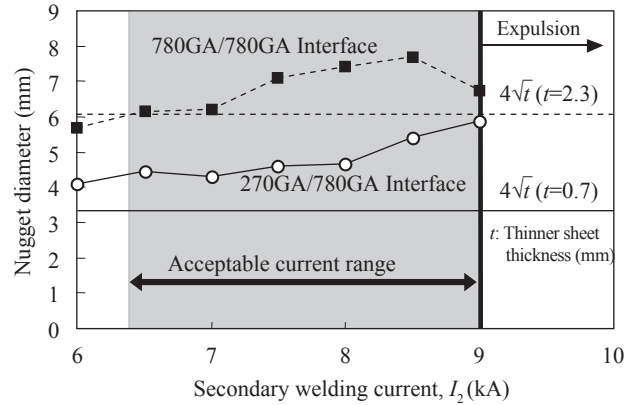 9
8
7
6
5
4
3
2
1
0
Nugget diameter (mm)
780GA/780GA Interface
Expulsion
4√t (t=2.3)
270GA/780GA Interface
4√t (t=0.7)
t: Thinner sheet
thickness (mm)
Acceptable current range
6 7 8 9 10
Secondary welding current, I₂ (kA)